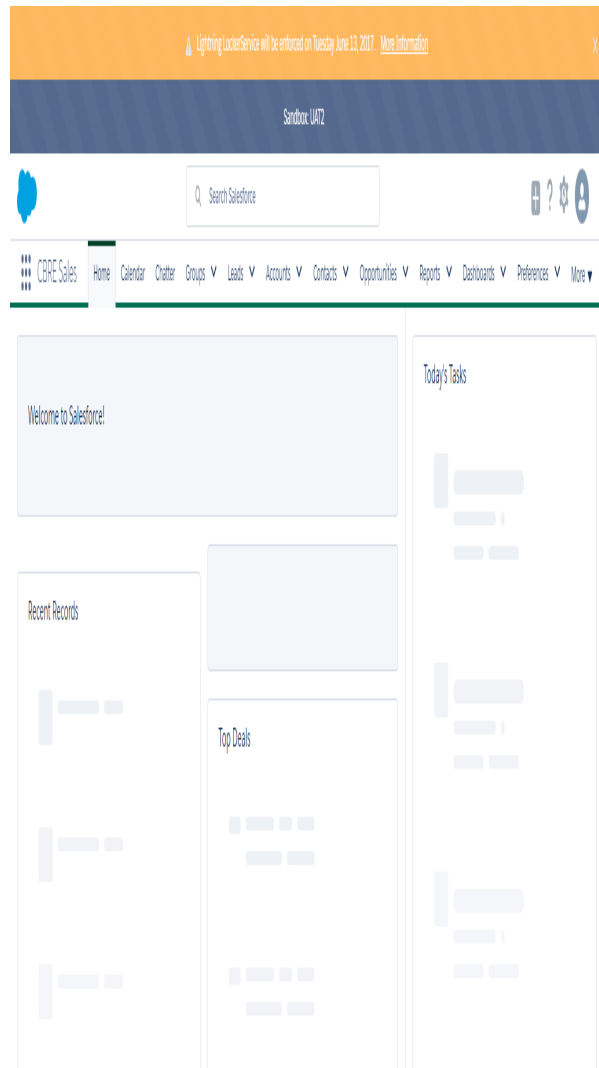 Lightning LockerService will be enforced on Tuesday June 13, 2017. More Information
Sandbox: UAT2
Search Salesforce
CBRE Sales Home Calendar Chatter Groups Leads Accounts Contacts Opportunities Reports Dashboards Preferences More
Welcome to Salesforce!
Today's Tasks
Recent Records
Top Deals